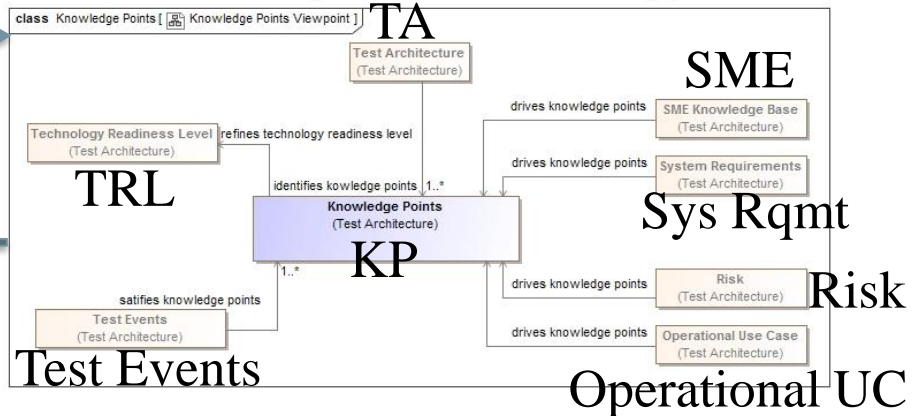 class Knowledge Points [ Knowledge Points Viewpoint ]
TA
Test Architecture
(Test Architecture)
SME
drives knowledge points
SME Knowledge Base
(Test Architecture)
Technology Readiness Level
(Test Architecture)
refines technology readiness level
TRL
drives knowledge points
System Requirements
(Test Architecture)
Sys Rqmt
identifies kowledge points
1..*
Knowledge Points
(Test Architecture)
KP
1..*
drives knowledge points
Risk
(Test Architecture)
Risk
satifies knowledge points
Test Events
(Test Architecture)
Test Events
drives knowledge points
Operational Use Case
(Test Architecture)
Operational UC